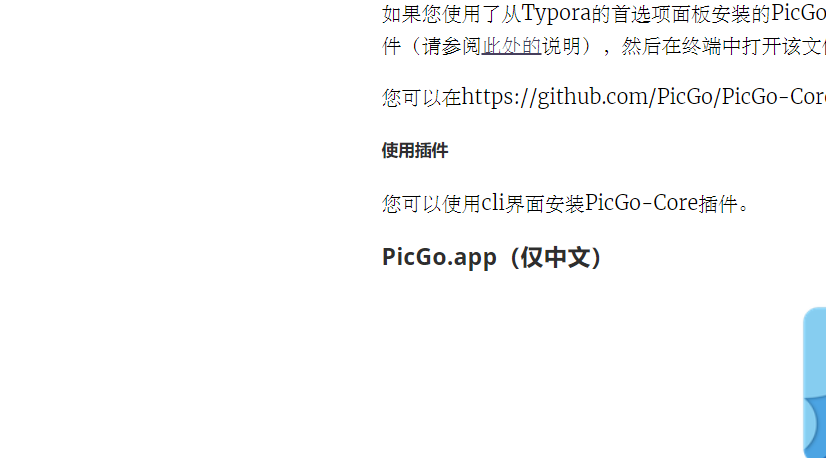 如果您使用了从Typora的首选项面板安装的PicGo
件（请参阅此处的说明），然后在终端中打开该文
您可以在https://github.com/PicGo/PicGo-Cor
使用插件
您可以使用cli界面安装PicGo-Core插件。
PicGo.app（仅中文）